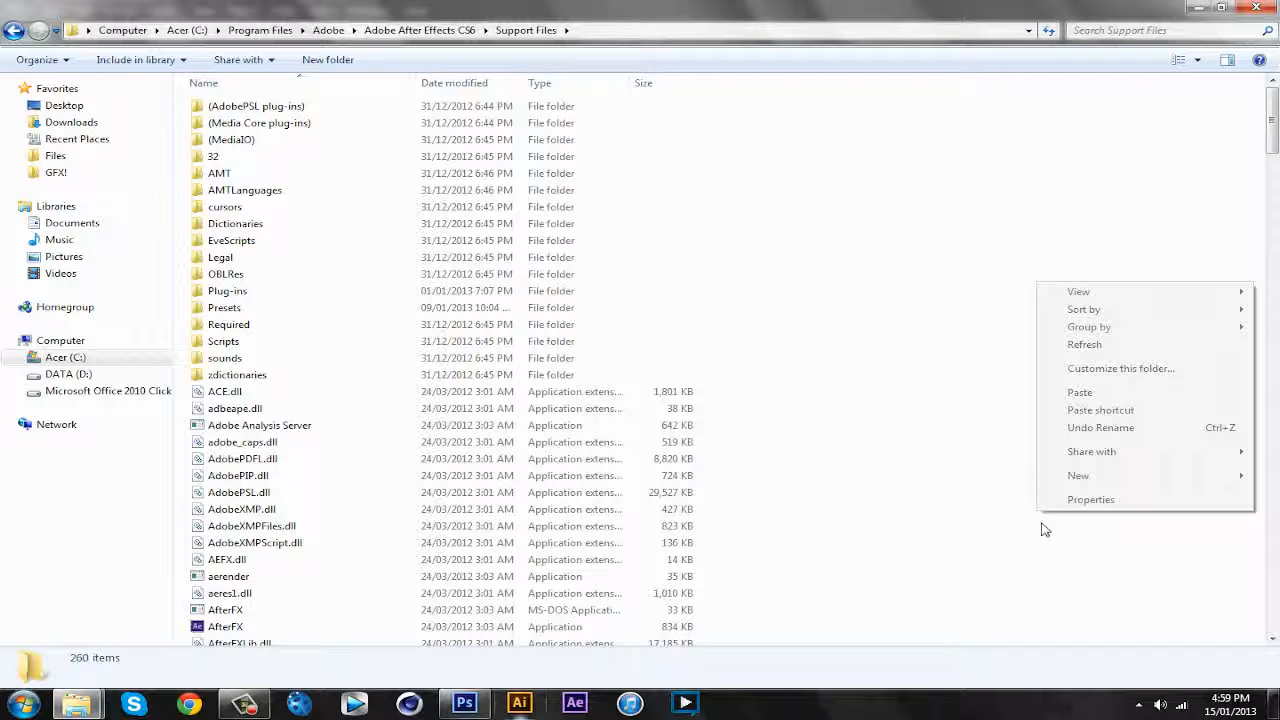 Computer ▸ Acer (C:) ▸ Program Files ▸ Adobe ▸ Adobe After Effects CS6 ▸ Support Files ▸
Search Support Files
Organize Include in library Share with New folder
Name Date modified Type Size
Favorites
Desktop
Downloads
Recent Places
Files
GFX!
Libraries
Documents
Music
Pictures
Videos
Homegroup
Computer
Acer (C:)
DATA (D:)
Microsoft Office 2010 Click
Network
(AdobePSL plug-ins) 31/12/2012 6:44 PM File folder
(Media Core plug-ins) 31/12/2012 6:44 PM File folder
(MediaIO) 31/12/2012 6:45 PM File folder
32 31/12/2012 6:45 PM File folder
AMT 31/12/2012 6:46 PM File folder
AMTLanguages 31/12/2012 6:46 PM File folder
cursors 31/12/2012 6:45 PM File folder
Dictionaries 31/12/2012 6:45 PM File folder
EveScripts 31/12/2012 6:45 PM File folder
Legal 31/12/2012 6:45 PM File folder
OBLRes 31/12/2012 6:45 PM File folder
Plug-ins 01/01/2013 7:07 PM File folder
Presets 09/01/2013 10:04 ... File folder
Required 31/12/2012 6:45 PM File folder
Scripts 31/12/2012 6:45 PM File folder
sounds 31/12/2012 6:45 PM File folder
zdictionaries 31/12/2012 6:45 PM File folder
ACE.dll 24/03/2012 3:01 AM Application extens... 1,801 KB
adbeape.dll 24/03/2012 3:01 AM Application extens... 38 KB
Adobe Analysis Server 24/03/2012 3:03 AM Application 642 KB
adobe_caps.dll 24/03/2012 3:01 AM Application extens... 519 KB
AdobePDFL.dll 24/03/2012 3:01 AM Application extens... 8,820 KB
AdobePIP.dll 24/03/2012 3:01 AM Application extens... 724 KB
AdobePSL.dll 24/03/2012 3:01 AM Application extens... 29,527 KB
AdobeXMP.dll 24/03/2012 3:01 AM Application extens... 427 KB
AdobeXMPFiles.dll 24/03/2012 3:01 AM Application extens... 823 KB
AdobeXMPScript.dll 24/03/2012 3:01 AM Application extens... 136 KB
AEFX.dll 24/03/2012 3:01 AM Application extens... 14 KB
aerender 24/03/2012 3:03 AM Application 35 KB
aeres1.dll 24/03/2012 3:01 AM Application extens... 1,010 KB
AfterFX 24/03/2012 3:03 AM MS-DOS Applicati... 33 KB
AfterFX 24/03/2012 3:03 AM Application 834 KB
AfterFXLib.dll 24/03/2012 3:01 AM Application extens... 17,185 KB
View
Sort by
Group by
Refresh
Customize this folder...
Paste
Paste shortcut
Undo Rename Ctrl+Z
Share with
New
Properties
260 items
Ps Ai Ae
4:59 PM
15/01/2013